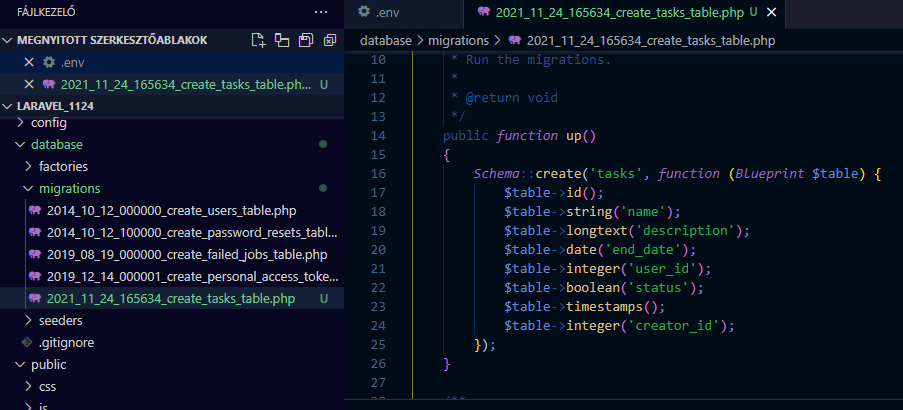 FÁJLKEZELŐ ···
MEGNYITOTT SZERKESZTŐABLAKOK
.env
2021_11_24_165634_create_tasks_table.ph... U
LARAVEL_1124
config
database
factories
migrations
2014_10_12_000000_create_users_table.php
2014_10_12_100000_create_password_resets_tabl...
2019_08_19_000000_create_failed_jobs_table.php
2019_12_14_000001_create_personal_access_toke...
2021_11_24_165634_create_tasks_table.php U
seeders
.gitignore
public
css
js
.env
2021_11_24_165634_create_tasks_table.php U
database > migrations > 2021_11_24_165634_create_tasks_table.php
10 * Run the migrations.
11 *
12 * @return void
13 */
14 public function up()
15 {
16 Schema::create('tasks', function (Blueprint $table) {
17 $table->id();
18 $table->string('name');
19 $table->longtext('description');
20 $table->date('end_date');
21 $table->integer('user_id');
22 $table->boolean('status');
23 $table->timestamps();
24 $table->integer('creator_id');
25 });
26 }
27
28 /**